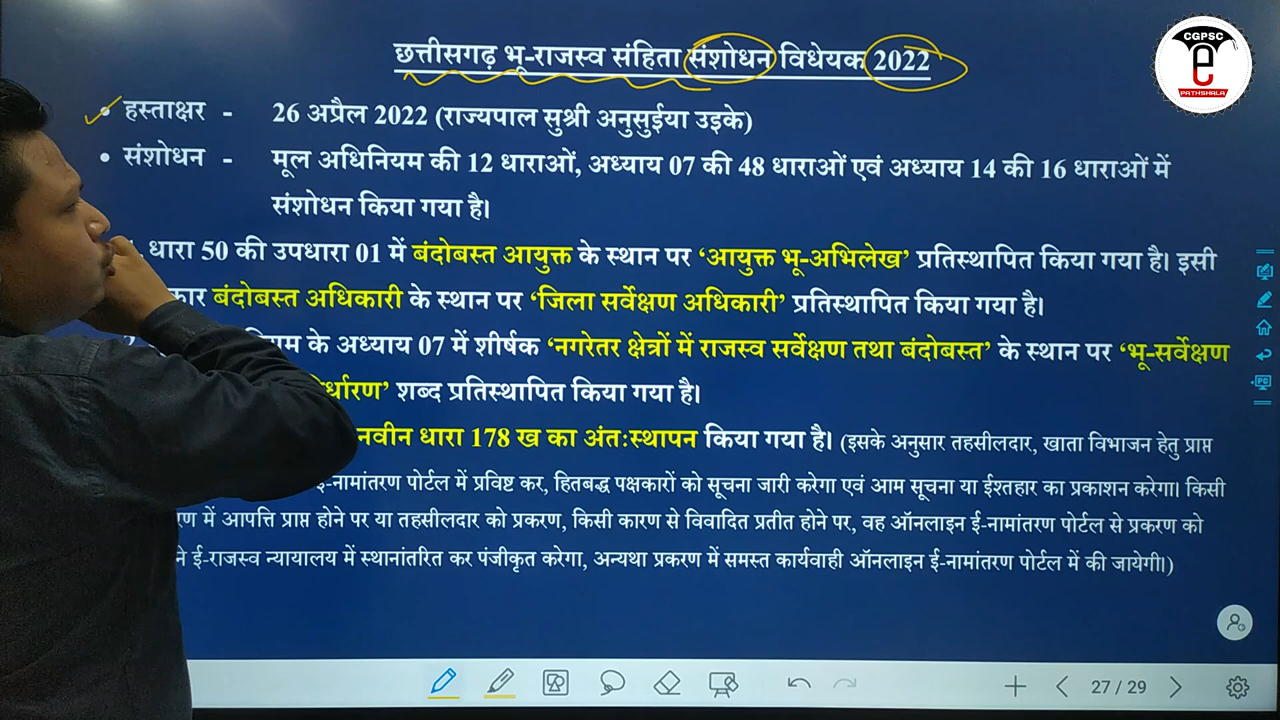 छत्तीसगढ़ भू-राजस्व संहिता संशोधन विधेयक 2022
CGPSC
e
PATHSHALA
• हस्ताक्षर - 26 अप्रैल 2022 (राज्यपाल सुश्री अनुसुईया उइके)
• संशोधन - मूल अधिनियम की 12 धाराओं, अध्याय 07 की 48 धाराओं एवं अध्याय 14 की 16 धाराओं में
संशोधन किया गया है।
धारा 50 की उपधारा 01 में बंदोबस्त आयुक्त के स्थान पर ‘आयुक्त भू-अभिलेख’ प्रतिस्थापित किया गया है। इसी
बंदोबस्त अधिकारी के स्थान पर ‘जिला सर्वेक्षण अधिकारी’ प्रतिस्थापित किया गया है।
के अध्याय 07 में शीर्षक ‘नगरेतर क्षेत्रों में राजस्व सर्वेक्षण तथा बंदोबस्त’ के स्थान पर ‘भू-सर्वेक्षण
शब्द प्रतिस्थापित किया गया है।
नवीन धारा 178 ख का अंत:स्थापन किया गया है। (इसके अनुसार तहसीलदार, खाता विभाजन हेतु प्राप्त
ई-नामांतरण पोर्टल में प्रविष्ट कर, हितबद्ध पक्षकारों को सूचना जारी करेगा एवं आम सूचना या ईश्तहार का प्रकाशन करेगा। किसी
में आपत्ति प्राप्त होने पर या तहसीलदार को प्रकरण, किसी कारण से विवादित प्रतीत होने पर, वह ऑनलाइन ई-नामांतरण पोर्टल से प्रकरण को
ई-राजस्व न्यायालय में स्थानांतरित कर पंजीकृत करेगा, अन्यथा प्रकरण में समस्त कार्यवाही ऑनलाइन ई-नामांतरण पोर्टल में की जायेगी।)
27 / 29